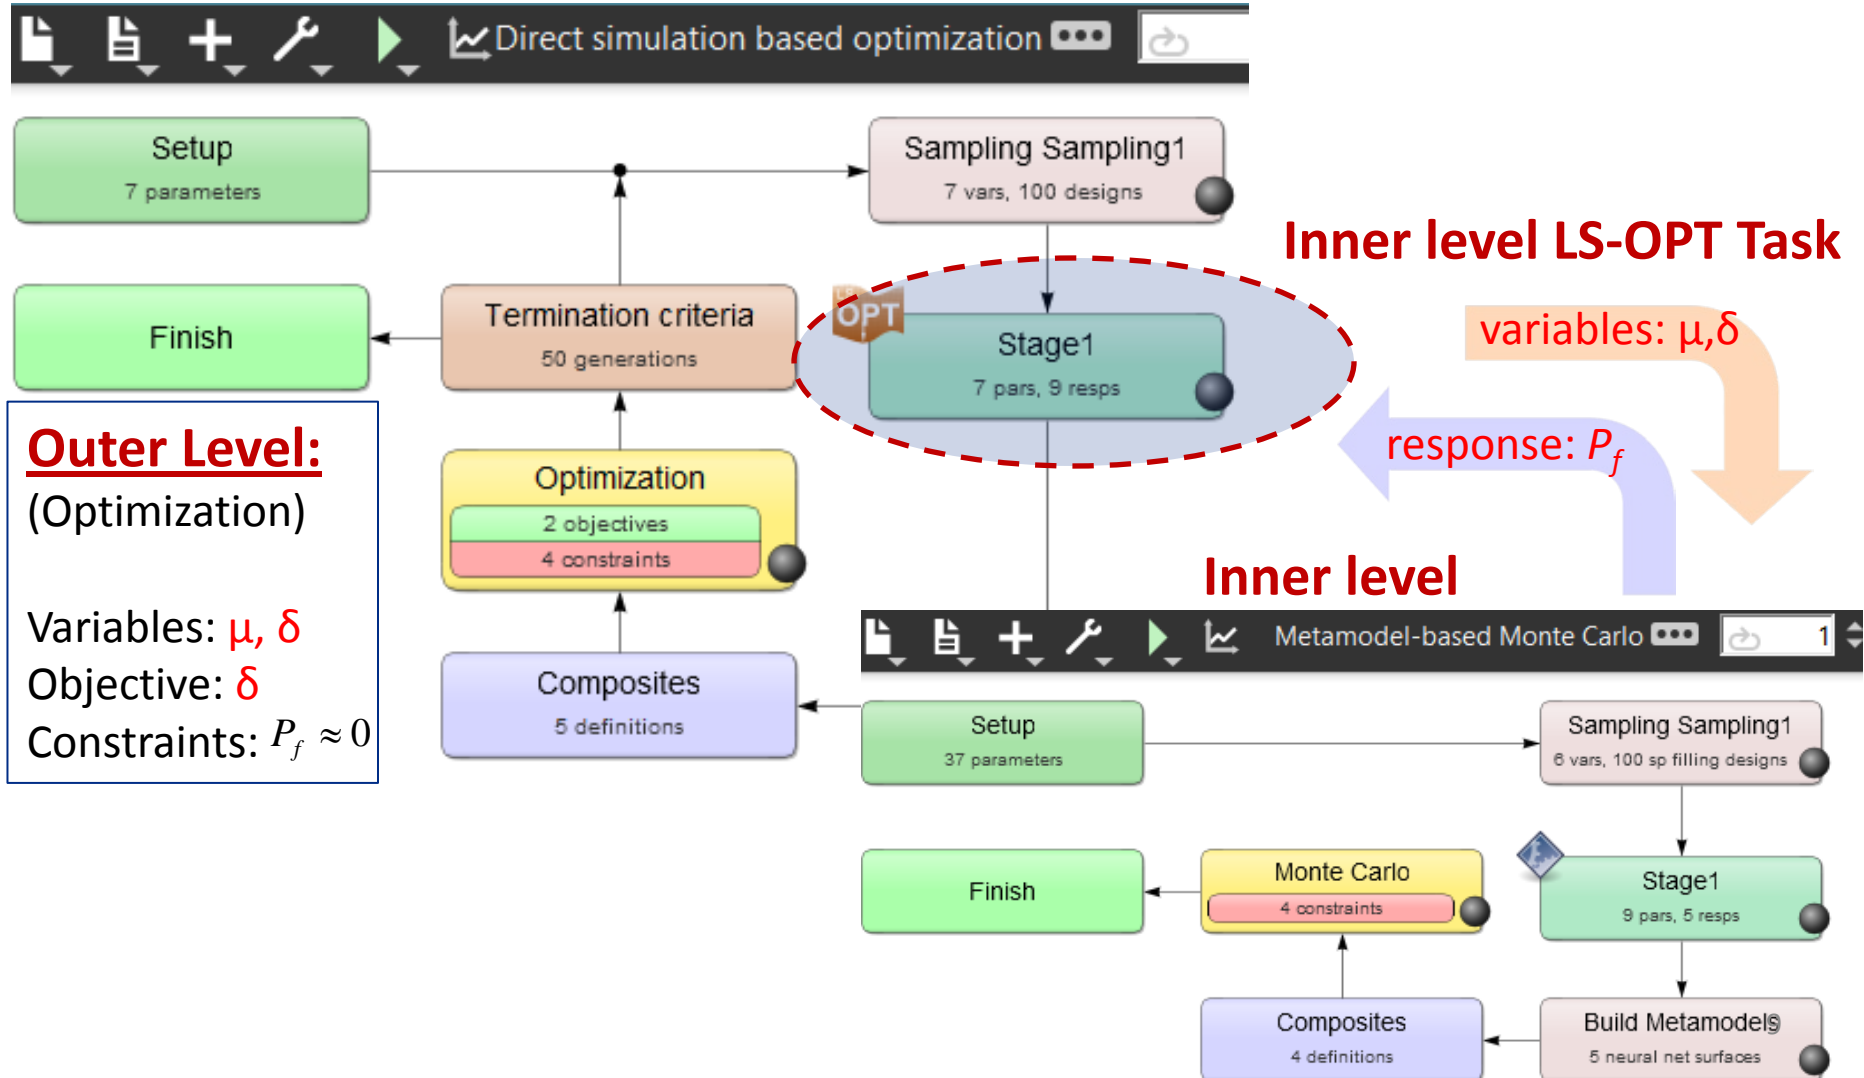 Direct simulation based optimization
Setup
7 parameters
Sampling Sampling1
7 vars, 100 designs
Inner level LS-OPT Task
Finish
Termination criteria
50 generations
LS
OPT
Stage1
7 pars, 9 resps
variables: μ,δ
response: Pf
Outer Level:
(Optimization)
Variables: μ, δ
Objective: δ
Constraints: Pf ≈ 0
Optimization
2 objectives
4 constraints
Composites
5 definitions
Inner level
Metamodel-based Monte Carlo
1
Setup
37 parameters
Sampling Sampling1
6 vars, 100 sp filling designs
Finish
Monte Carlo
4 constraints
Stage1
9 pars, 5 resps
Composites
4 definitions
Build Metamodels
5 neural net surfaces